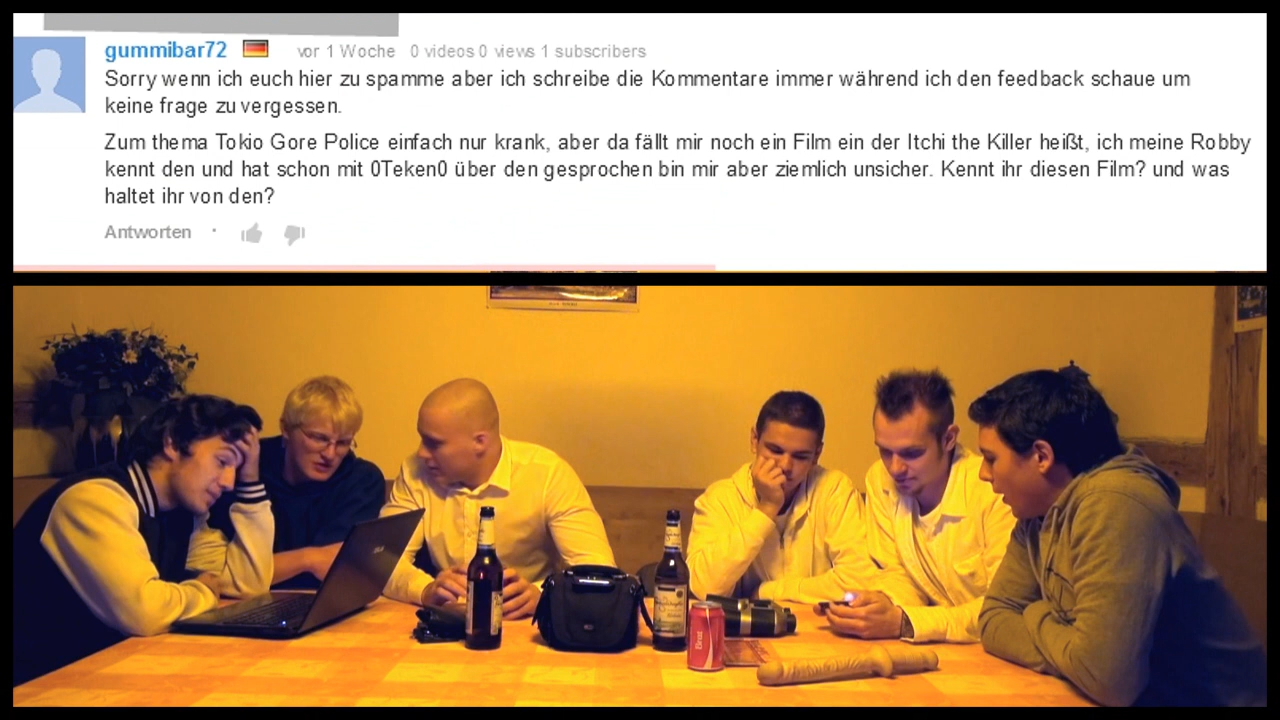 gummibar72 vor 1 Woche 0 videos 0 views 1 subscribers
Sorry wenn ich euch hier zu spamme aber ich schreibe die Kommentare immer während ich den feedback schaue um
keine frage zu vergessen.
Zum thema Tokio Gore Police einfach nur krank, aber da fällt mir noch ein Film ein der Itchi the Killer heißt, ich meine Robby
kennt den und hat schon mit 0Teken0 über den gesprochen bin mir aber ziemlich unsicher. Kennt ihr diesen Film? und was
haltet ihr von den?
Antworten ·